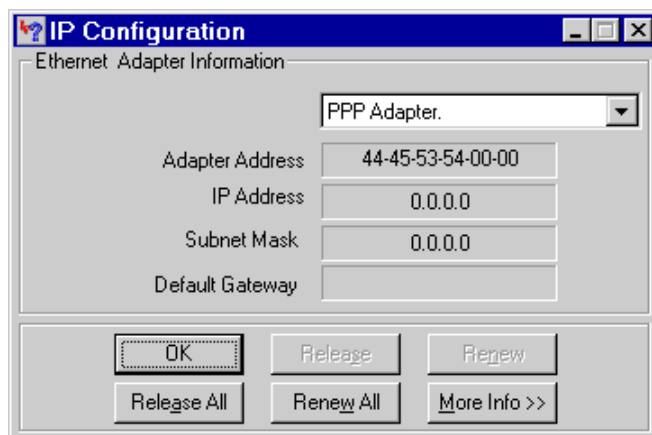 IP Configuration
Ethernet Adapter Information
PPP Adapter.
Adapter Address 44-45-53-54-00-00
IP Address 0.0.0.0
Subnet Mask 0.0.0.0
Default Gateway
OK Release Renew
Release All Renew All More Info >>